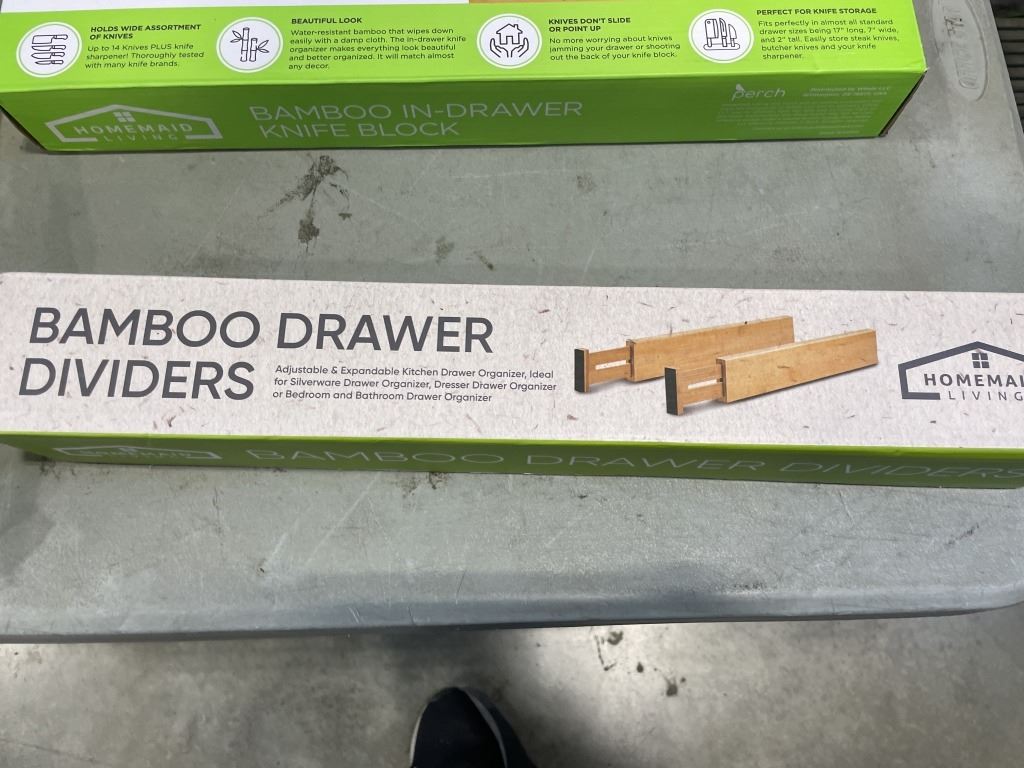 HOLDS WIDE ASSORTMENT
OF KNIVES
Up to 14 Knives PLUS knife
sharpener! Thoroughly tested
with many knife brands.
BEAUTIFUL LOOK
Water-resistant bamboo that wipes down
easily with a damp cloth. The in-drawer knife
organizer makes everything look beautiful
and better organized. It will match almost
any decor.
KNIVES DON'T SLIDE
OR POINT UP
No more worrying about knives
jamming your drawer or shooting
out the back of your knife block.
PERFECT FOR KNIFE STORAGE
Fits perfectly in almost all standard
drawer sizes being 17" long, 7" wide,
and 2" tall. Easily store steak knives,
butcher knives and your knife
sharpener.
HOMEMAID
LIVING
BAMBOO IN-DRAWER
KNIFE BLOCK
perch
Distributed by
BAMBOO DRAWER
DIVIDERS
Adjustable & Expandable Kitchen Drawer Organizer, Ideal
for Silverware Drawer Organizer, Dresser Drawer Organizer
or Bedroom and Bathroom Drawer Organizer
HOMEMAID
LIVING
HOMEMAID
BAMBOO DRAWER DIVIDERS